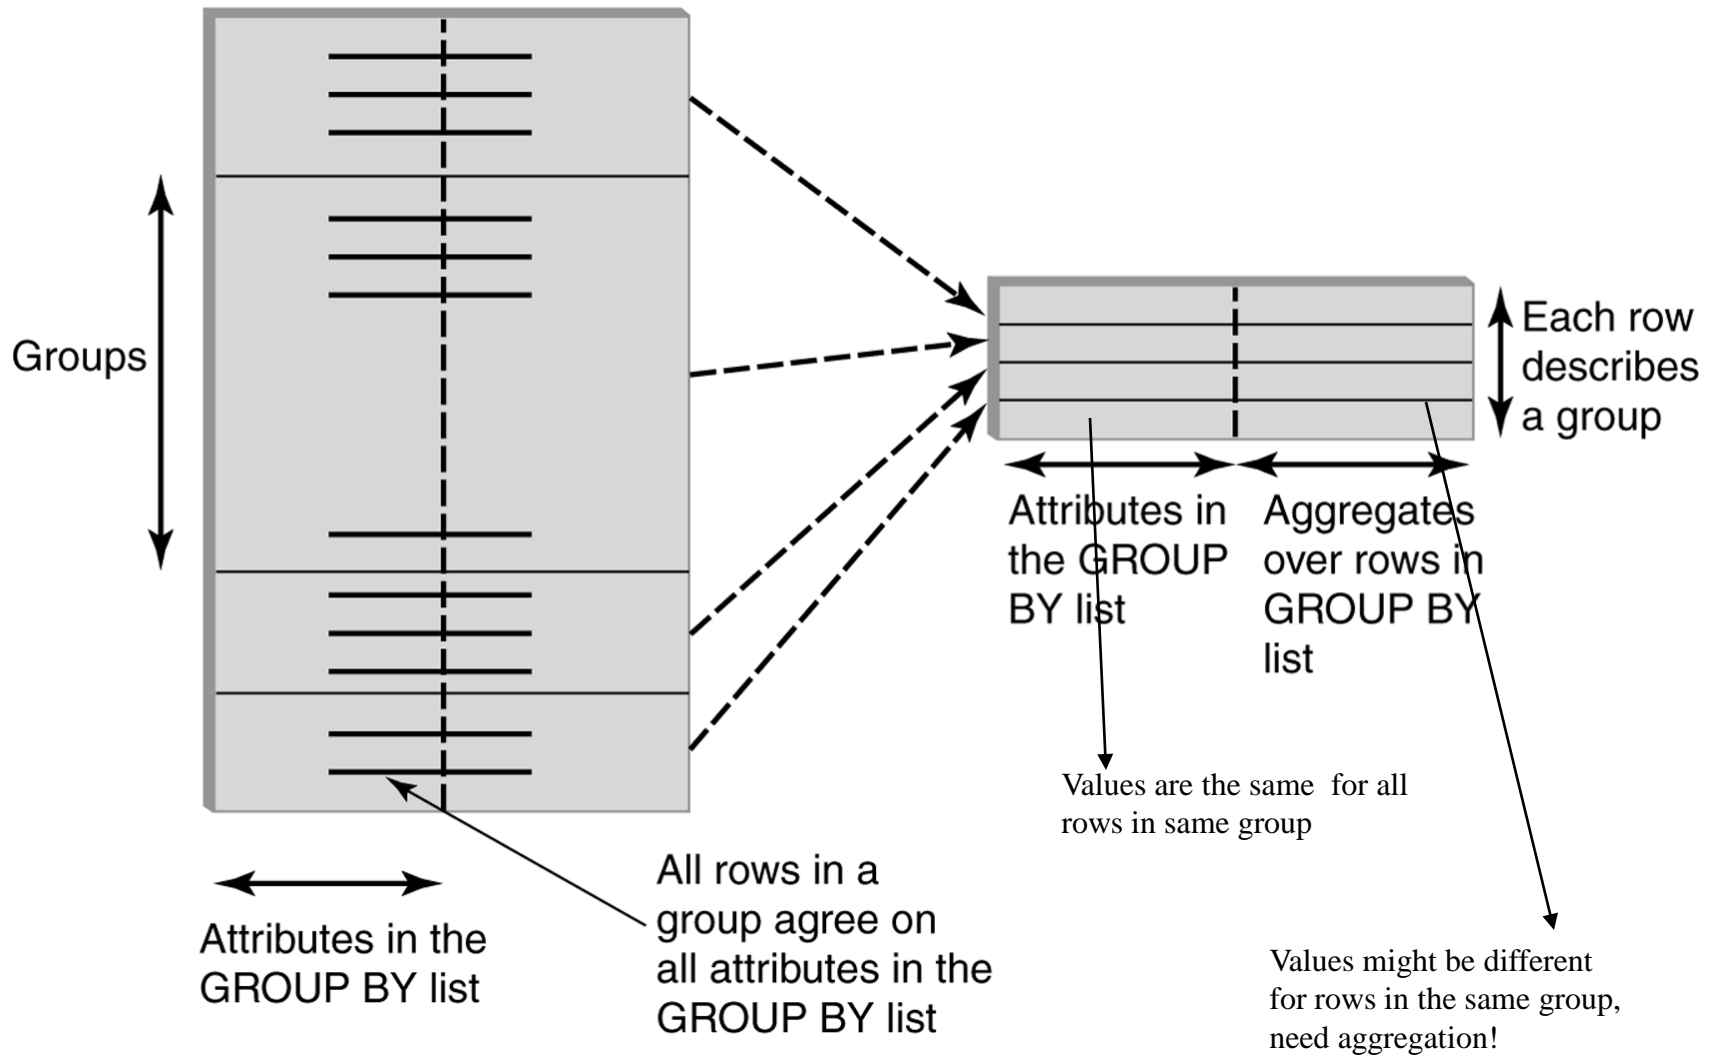 Groups
Each row
describes
a group
Attributes in
the GROUP
BY list
Aggregates
over rows in
GROUP BY
list
Values are the same  for all
rows in same group
All rows in a
group agree on
all attributes in the
GROUP BY list
Attributes in the
GROUP BY list
Values might be different
for rows in the same group,
need aggregation!